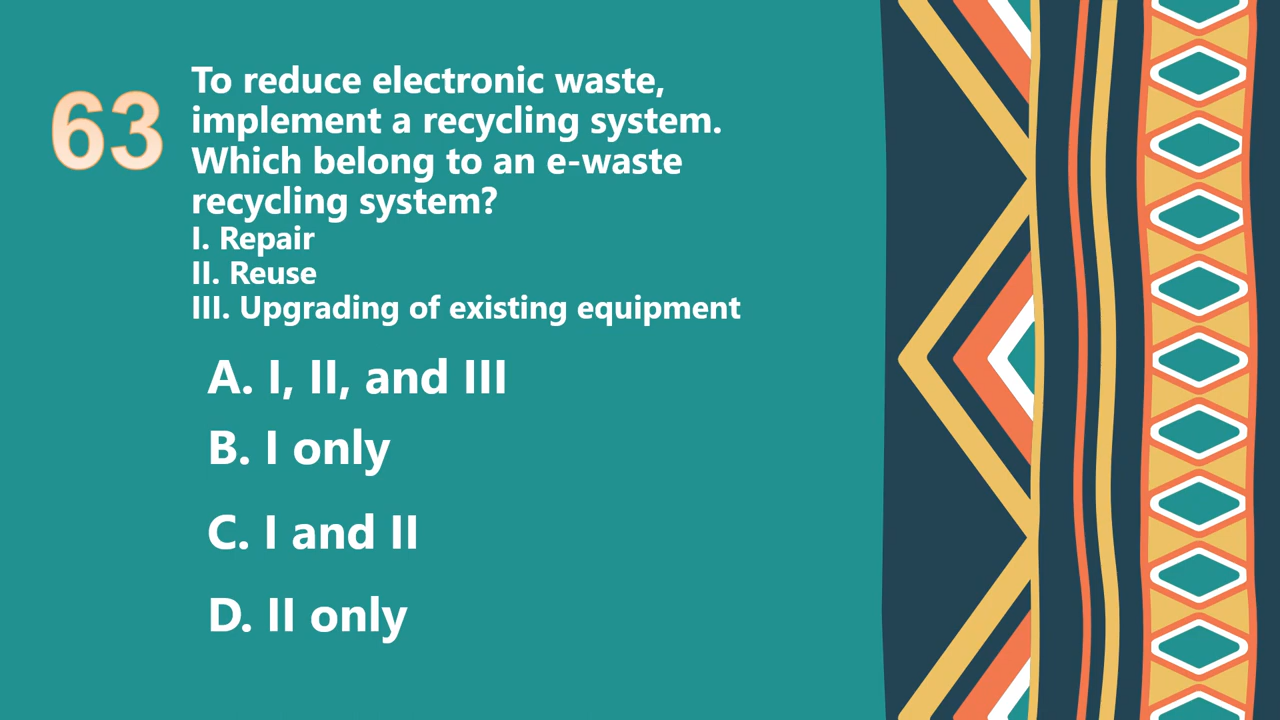 63
To reduce electronic waste,
implement a recycling system.
Which belong to an e-waste
recycling system?
I. Repair
II. Reuse
III. Upgrading of existing equipment
A. I, II, and III
B. I only
C. I and II
D. II only